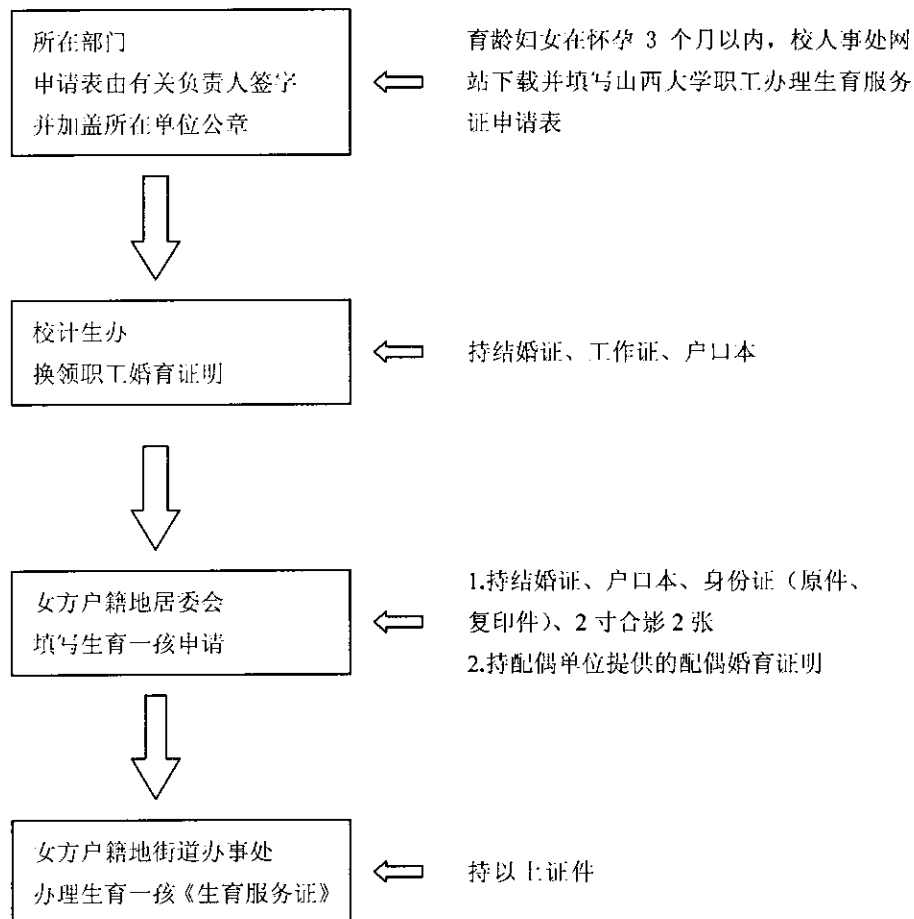 所在部门
申请表由有关负责人签字
并加盖所在单位公章
育龄妇女在怀孕 3 个月以内，校人事处网
站下载并填写山西大学职工办理生育服务
证申请表
校计生办
换领职工婚育证明
持结婚证、工作证、户口本
女方户籍地居委会
填写生育一孩申请
1.持结婚证、户口本、身份证（原件、
复印件）、2 寸合影 2 张
2.持配偶单位提供的配偶婚育证明
女方户籍地街道办事处
办理生育一孩《生育服务证》
持以上证件